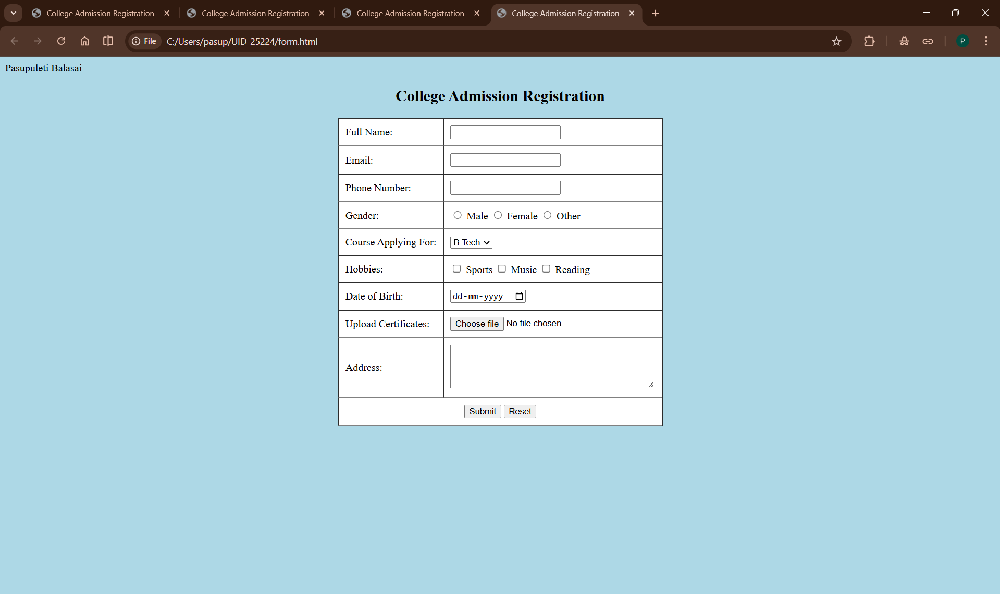 College Admission Registration
College Admission Registration
College Admission Registration
College Admission Registration
File C:/Users/pasup/UID-25224/form.html
P
Pasupuleti Balasai
College Admission Registration
Full Name:
Email:
Phone Number:
Gender: Male Female Other
Course Applying For: B.Tech
Hobbies: Sports Music Reading
Date of Birth: dd-mm-yyyy
Upload Certificates: Choose file No file chosen
Address:
Submit Reset